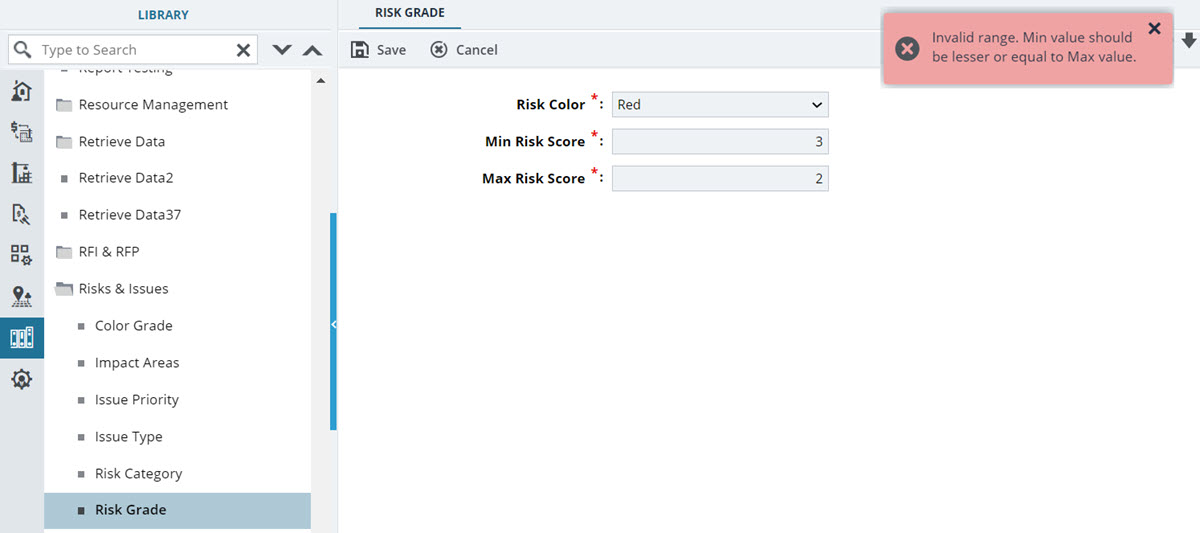 LIBRARY
Type to Search
Report Testing
Resource Management
Retrieve Data
Retrieve Data2
Retrieve Data37
RFI & RFP
Risks & Issues
Color Grade
Impact Areas
Issue Priority
Issue Type
Risk Category
Risk Grade
RISK GRADE
Save Cancel
Risk Color *: Red
Min Risk Score *: 3
Max Risk Score *: 2
Invalid range. Min value should
be lesser or equal to Max value.